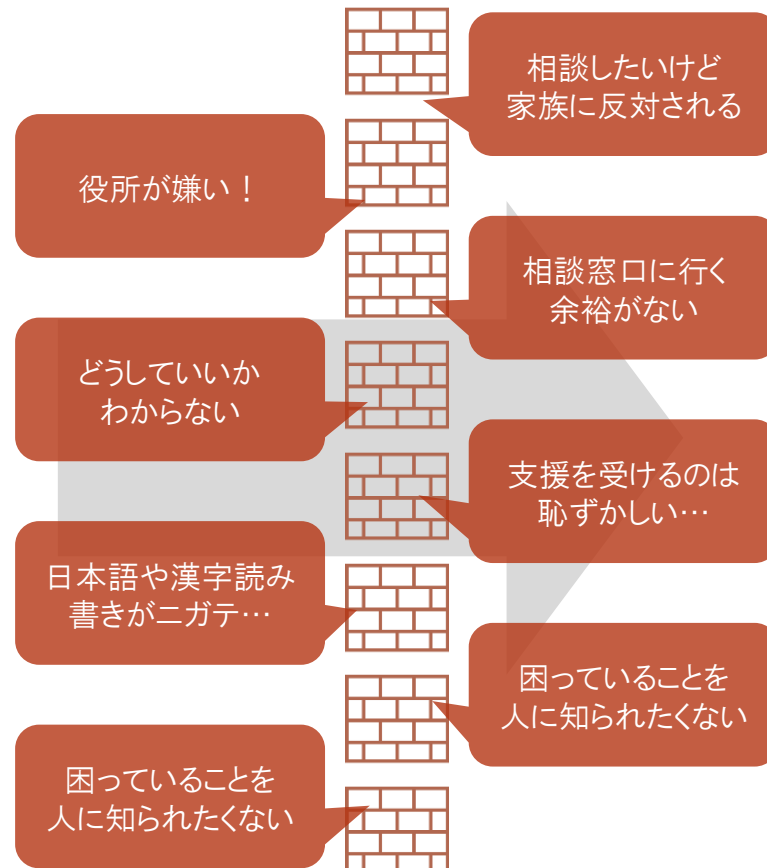 相談したいけど
家族に反対される
役所が嫌い！
相談窓口に行く
余裕がない
どうしていいか
わからない
支援を受けるのは
恥ずかしい…
日本語や漢字読み
書きがニガテ…
困っていることを
人に知られたくない
困っていることを
人に知られたくない